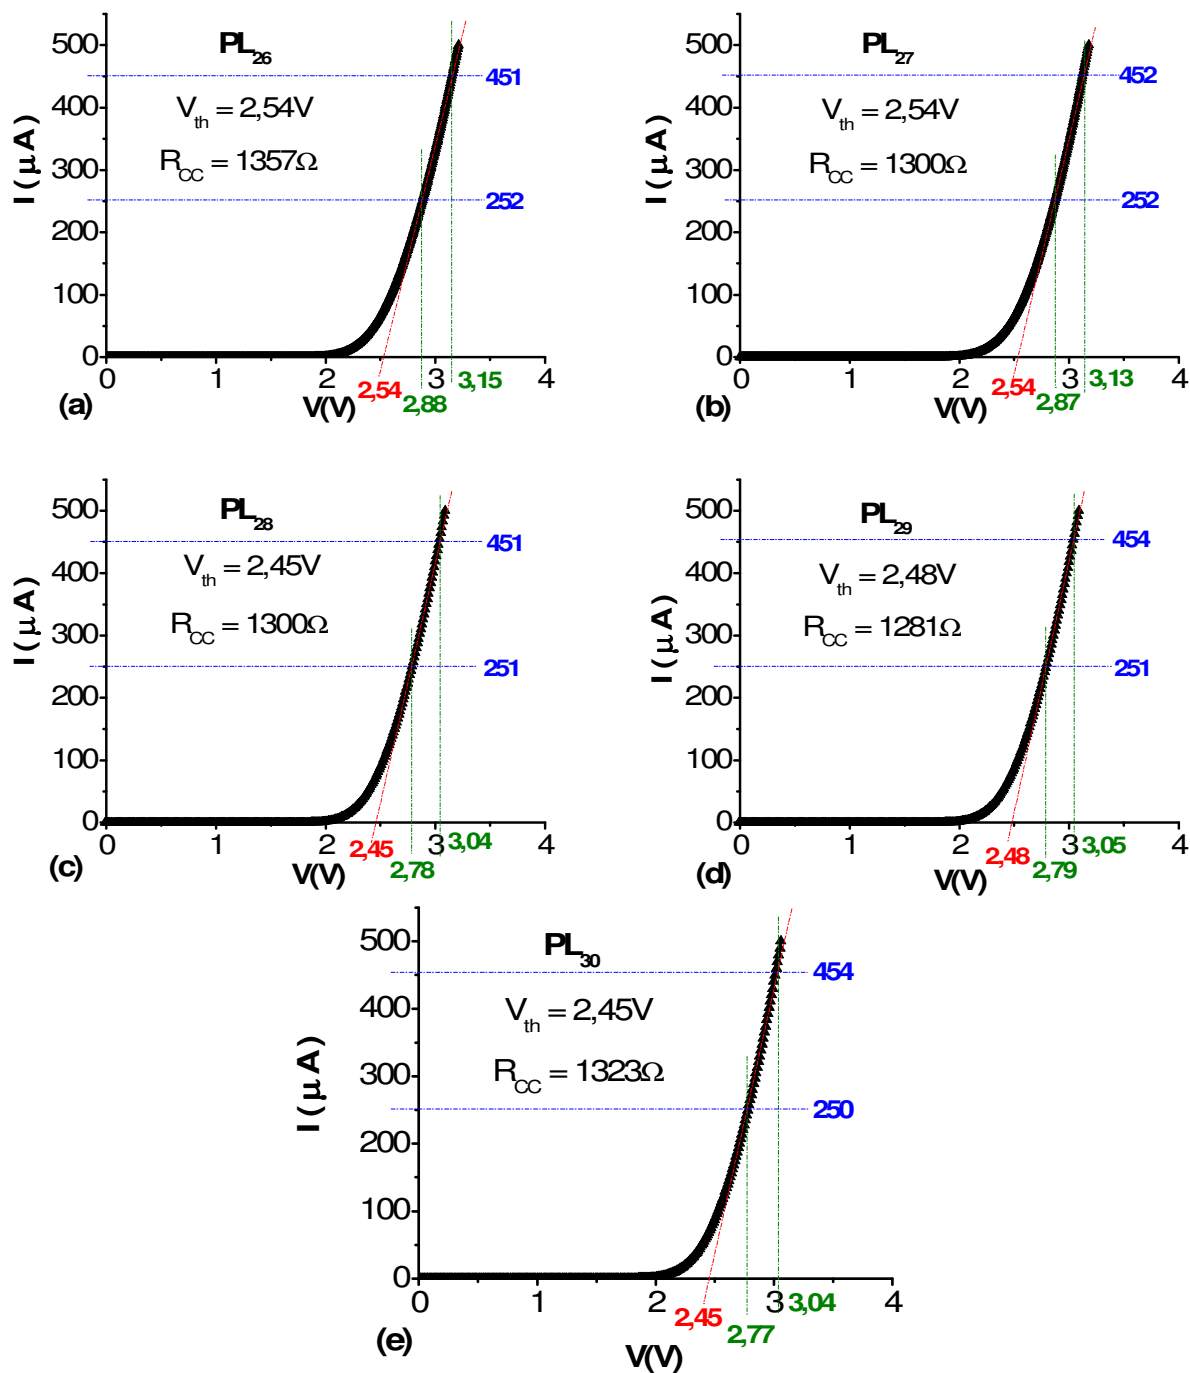 PL26
I (μA)
500
400
300
200
100
0
451
252
Vth = 2,54V
RCC = 1357Ω
0 1 2 3 4
2,54 2,88 3,15
V(V)
(a)
PL27
I (μA)
500
400
300
200
100
0
452
252
Vth = 2,54V
RCC = 1300Ω
0 1 2 3 4
2,54 2,87 3,13
V(V)
(b)
PL28
I (μA)
500
400
300
200
100
0
451
251
Vth = 2,45V
RCC = 1300Ω
0 1 2 3 4
2,45 2,78 3,04
V(V)
(c)
PL29
I (μA)
500
400
300
200
100
0
454
251
Vth = 2,48V
RCC = 1281Ω
0 1 2 3 4
2,48 2,79 3,05
V(V)
(d)
PL30
I (μA)
500
400
300
200
100
0
454
250
Vth = 2,45V
RCC = 1323Ω
0 1 2 3 4
2,45 2,77 3,04
V(V)
(e)